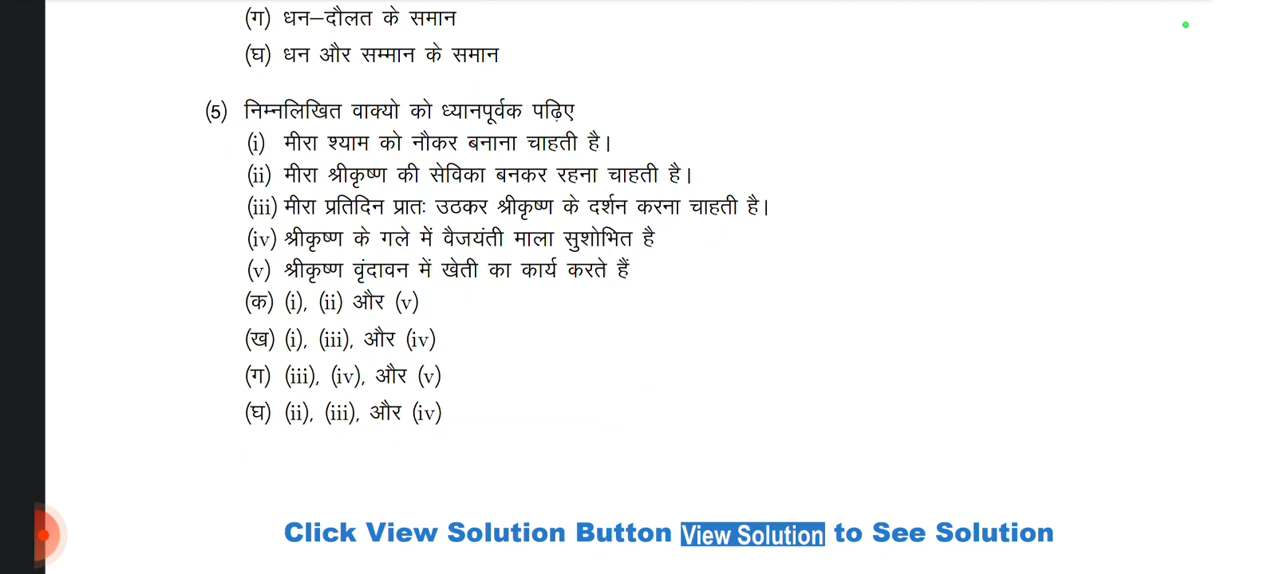 (ग) धन–दौलत के समान
(घ) धन और सम्मान के समान
(5) निम्नलिखित वाक्यो को ध्यानपूर्वक पढ़िए
(i) मीरा श्याम को नौकर बनाना चाहती है।
(ii) मीरा श्रीकृष्ण की सेविका बनकर रहना चाहती है।
(iii) मीरा प्रतिदिन प्रातः उठकर श्रीकृष्ण के दर्शन करना चाहती है।
(iv) श्रीकृष्ण के गले में वैजयंती माला सुशोभित है
(v) श्रीकृष्ण वृंदावन में खेती का कार्य करते हैं
(क) (i), (ii) और (v)
(ख) (i), (iii), और (iv)
(ग) (iii), (iv), और (v)
(घ) (ii), (iii), और (iv)
Click View Solution Button View Solution to See Solution